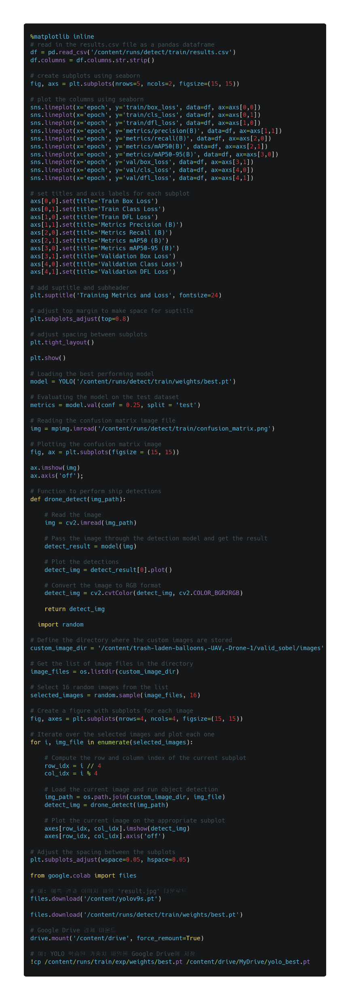 %matplotlib inline
# read in the results.csv file as a pandas dataframe
df = pd.read_csv('/content/runs/detect/train/results.csv')
df.columns = df.columns.str.strip()
# create subplots using seaborn
fig, axs = plt.subplots(nrows=5, ncols=2, figsize=(15, 15))
# plot the columns using seaborn
sns.lineplot(x='epoch', y='train/box_loss', data=df, ax=axs[0,0])
sns.lineplot(x='epoch', y='train/cls_loss', data=df, ax=axs[0,1])
sns.lineplot(x='epoch', y='train/dfl_loss', data=df, ax=axs[1,0])
sns.lineplot(x='epoch', y='metrics/precision(B)', data=df, ax=axs[1,1])
sns.lineplot(x='epoch', y='metrics/recall(B)', data=df, ax=axs[2,0])
sns.lineplot(x='epoch', y='metrics/mAP50(B)', data=df, ax=axs[2,1])
sns.lineplot(x='epoch', y='metrics/mAP50-95(B)', data=df, ax=axs[3,0])
sns.lineplot(x='epoch', y='val/box_loss', data=df, ax=axs[3,1])
sns.lineplot(x='epoch', y='val/cls_loss', data=df, ax=axs[4,0])
sns.lineplot(x='epoch', y='val/dfl_loss', data=df, ax=axs[4,1])
# set titles and axis labels for each subplot
axs[0,0].set(title='Train Box Loss')
axs[0,1].set(title='Train Class Loss')
axs[1,0].set(title='Train DFL Loss')
axs[1,1].set(title='Metrics Precision (B)')
axs[2,0].set(title='Metrics Recall (B)')
axs[2,1].set(title='Metrics mAP50 (B)')
axs[3,0].set(title='Metrics mAP50-95 (B)')
axs[3,1].set(title='Validation Box Loss')
axs[4,0].set(title='Validation Class Loss')
axs[4,1].set(title='Validation DFL Loss')
# add suptitle and subheader
plt.suptitle('Training Metrics and Loss', fontsize=24)
# adjust top margin to make space for suptitle
plt.subplots_adjust(top=0.8)
# adjust spacing between subplots
plt.tight_layout()
plt.show()
# Loading the best performing model
model = YOLO('/content/runs/detect/train/weights/best.pt')
# Evaluating the model on the test dataset
metrics = model.val(conf = 0.25, split = 'test')
# Reading the confusion matrix image file
img = mpimg.imread('/content/runs/detect/train/confusion_matrix.png')
# Plotting the confusion matrix image
fig, ax = plt.subplots(figsize = (15, 15))
ax.imshow(img)
ax.axis('off');
# Function to perform ship detections
def drone_detect(img_path):
# Read the image
img = cv2.imread(img_path)
# Pass the image through the detection model and get the result
detect_result = model(img)
# Plot the detections
detect_img = detect_result[0].plot()
# Convert the image to RGB format
detect_img = cv2.cvtColor(detect_img, cv2.COLOR_BGR2RGB)
return detect_img
import random
# Define the directory where the custom images are stored
custom_image_dir = '/content/trash-laden-balloons,-UAV,-Drone-1/valid_sobel/images'
# Get the list of image files in the directory
image_files = os.listdir(custom_image_dir)
# Select 16 random images from the list
selected_images = random.sample(image_files, 16)
# Create a figure with subplots for each image
fig, axes = plt.subplots(nrows=4, ncols=4, figsize=(15, 15))
# Iterate over the selected images and plot each one
for i, img_file in enumerate(selected_images):
# Compute the row and column index of the current subplot
row_idx = i // 4
col_idx = i % 4
# Load the current image and run object detection
img_path = os.path.join(custom_image_dir, img_file)
detect_img = drone_detect(img_path)
# Plot the current image on the appropriate subplot
axes[row_idx, col_idx].imshow(detect_img)
axes[row_idx, col_idx].axis('off')
# Adjust the spacing between the subplots
plt.subplots_adjust(wspace=0.05, hspace=0.05)
from google.colab import files
# 예: 예측 결과 이미지 파일 'result.jpg' 다운로드
files.download('/content/yolov9s.pt')
files.download('/content/runs/detect/train/weights/best.pt')
# Google Drive 강제 마운트
drive.mount('/content/drive', force_remount=True)
# 예: YOLO 학습된 가중치 파일을 Google Drive에 저장
!cp /content/runs/train/exp/weights/best.pt /content/drive/MyDrive/yolo_best.pt